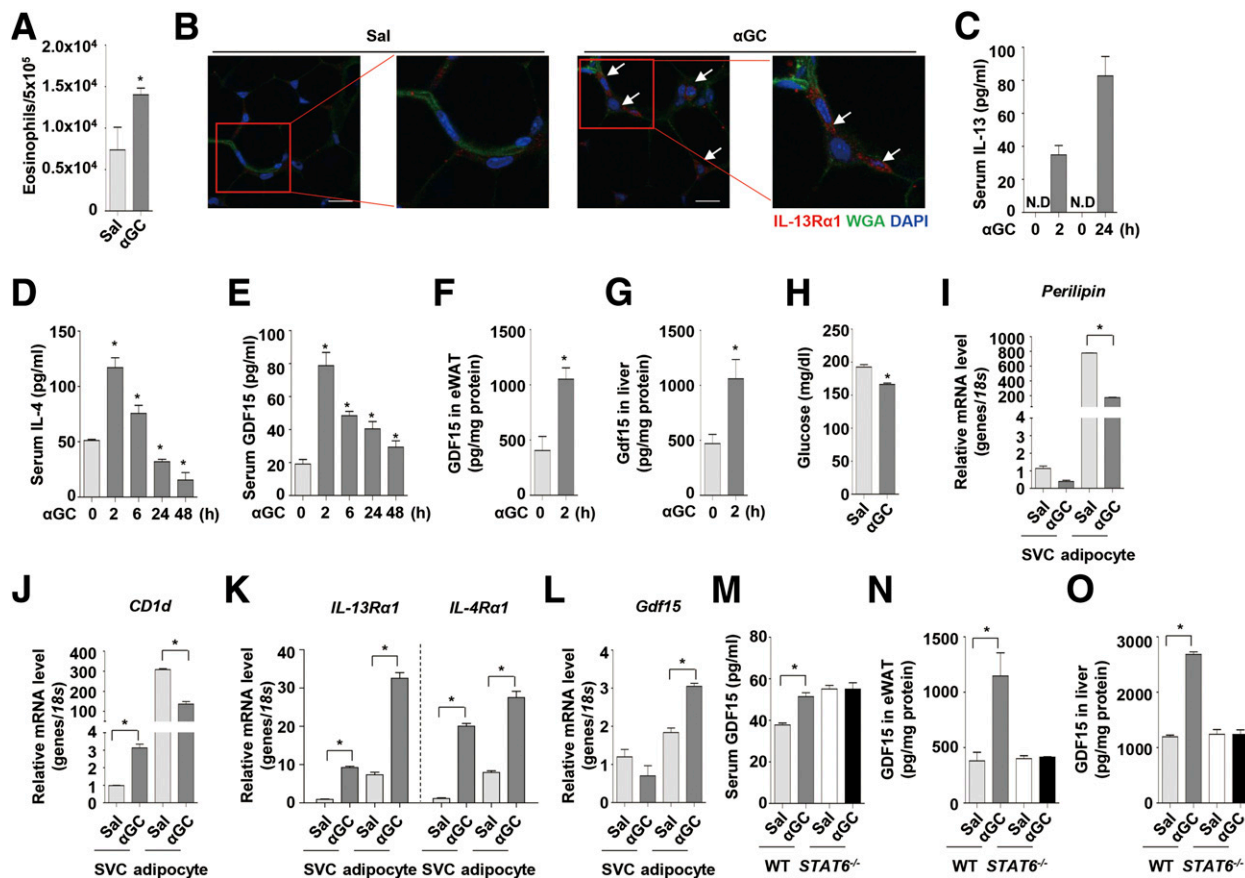 A
Eosinophils/5x10⁵
2.0x10⁴
1.5x10⁴
1.0x10⁴
0.5x10⁴
0
*
Sal
αGC
B
Sal
αGC
IL-13Rα1 WGA DAPI
C
Serum IL-13 (pg/ml)
100
80
60
40
20
0
N.D
N.D
αGC 0 2 0 24 (h)
D
Serum IL-4 (pg/ml)
150
100
50
0
*
*
*
*
αGC 0 2 6 24 48 (h)
E
Serum GDF15 (pg/ml)
100
80
60
40
20
0
*
*
*
*
αGC 0 2 6 24 48 (h)
F
GDF15 in eWAT
(pg/mg protein)
1500
1000
500
0
*
αGC 0 2 (h)
G
Gdf15 in liver
(pg/mg protein)
1500
1000
500
0
*
αGC 0 2 (h)
H
Glucose (mg/dl)
250
200
150
100
50
0
*
Sal
αGC
I
Perilipin
Relative mRNA level
(genes/18s)
1000
800
600
400
200
4
3
2
1
0
*
Sal
αGC
Sal
αGC
SVC adipocyte
J
CD1d
Relative mRNA level
(genes/18s)
400
300
200
100
4
3
2
1
0
*
*
Sal
αGC
Sal
αGC
SVC adipocyte
K
IL-13Rα1
IL-4Rα1
Relative mRNA level
(genes/18s)
40
30
20
10
0
*
*
*
*
Sal
αGC
Sal
αGC
Sal
αGC
Sal
αGC
SVC adipocyte
SVC adipocyte
L
Gdf15
Relative mRNA level
(genes/18s)
4
3
2
1
0
*
Sal
αGC
Sal
αGC
SVC adipocyte
M
Serum GDF15 (pg/ml)
80
60
40
20
0
*
Sal
αGC
Sal
αGC
WT STAT6⁻/⁻
N
GDF15 in eWAT
(pg/mg protein)
1500
1000
500
0
*
Sal
αGC
Sal
αGC
WT STAT6⁻/⁻
O
GDF15 in liver
(pg/mg protein)
3000
2000
1000
0
*
Sal
αGC
Sal
αGC
WT STAT6⁻/⁻